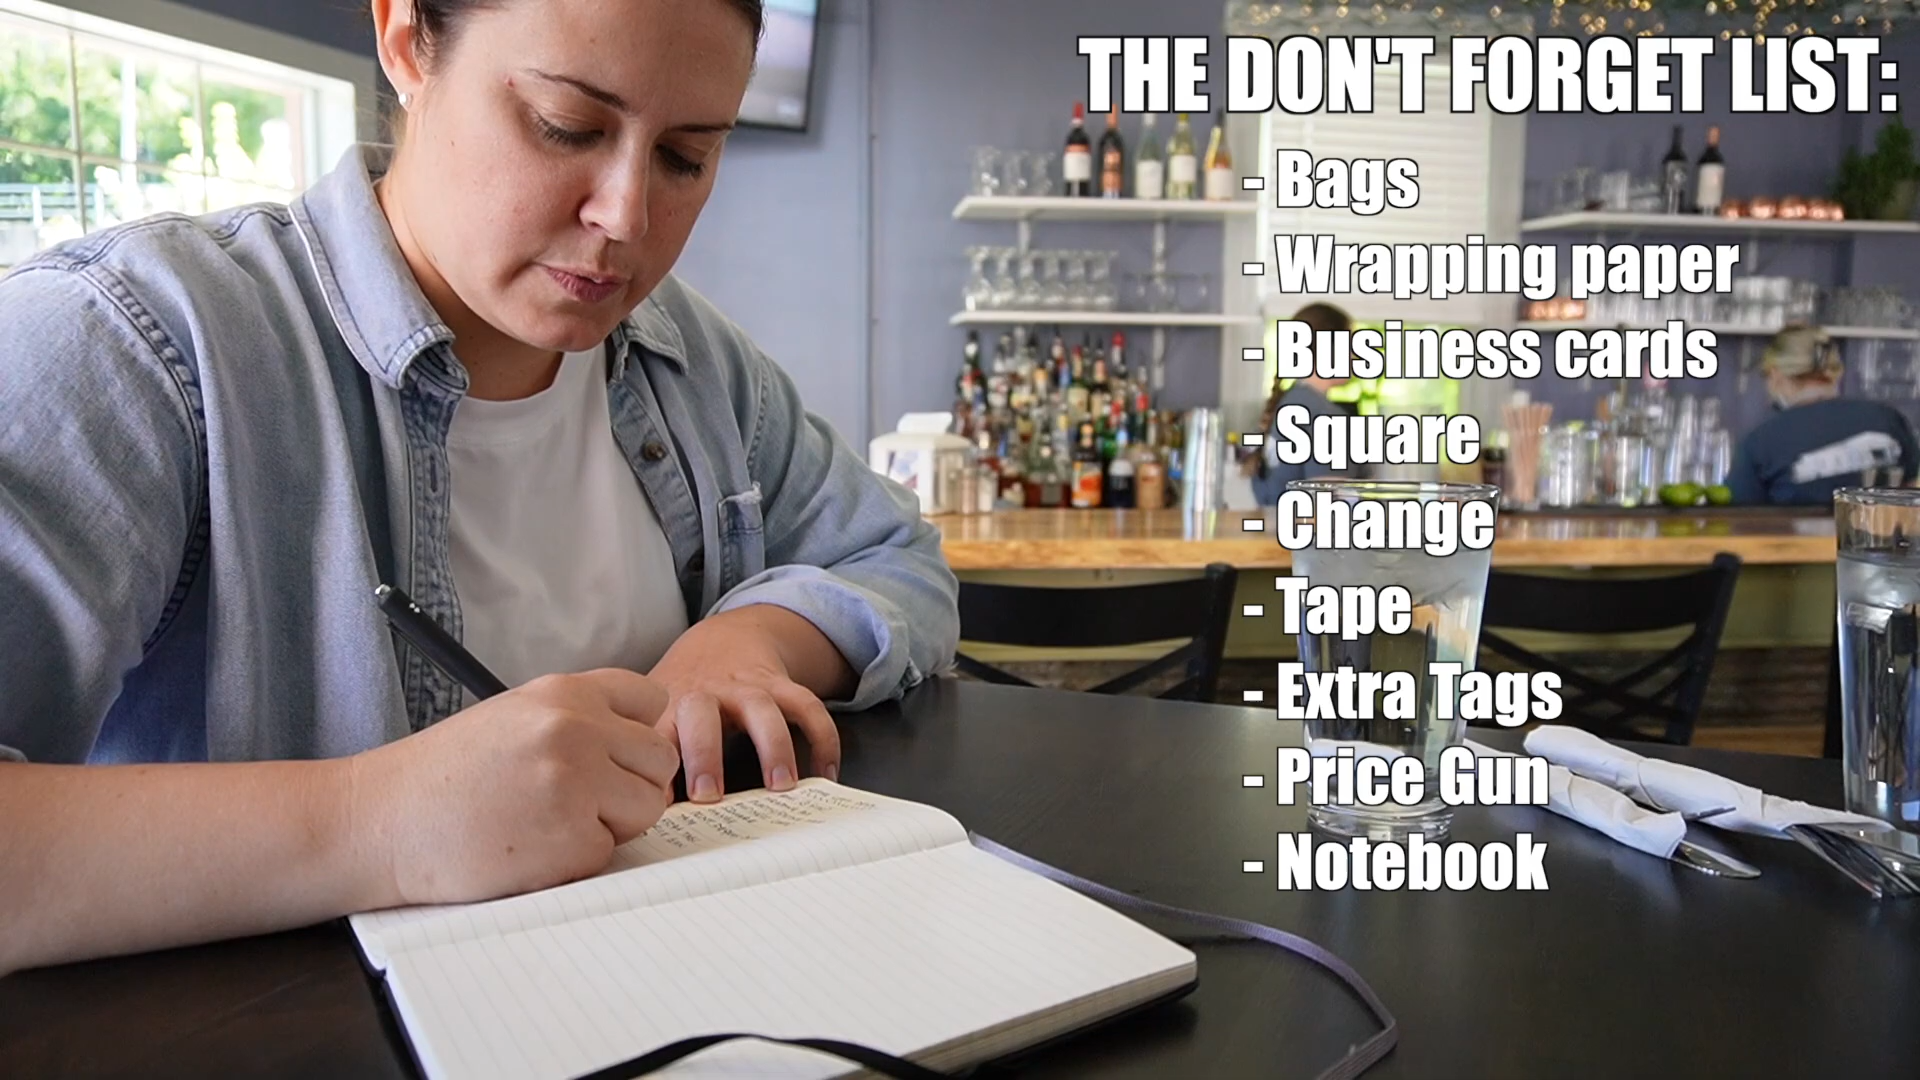 THE DON'T FORGET LIST:
- Bags
- Wrapping paper
- Business cards
- Square
- Change
- Tape
- Extra Tags
- Price Gun
- Notebook